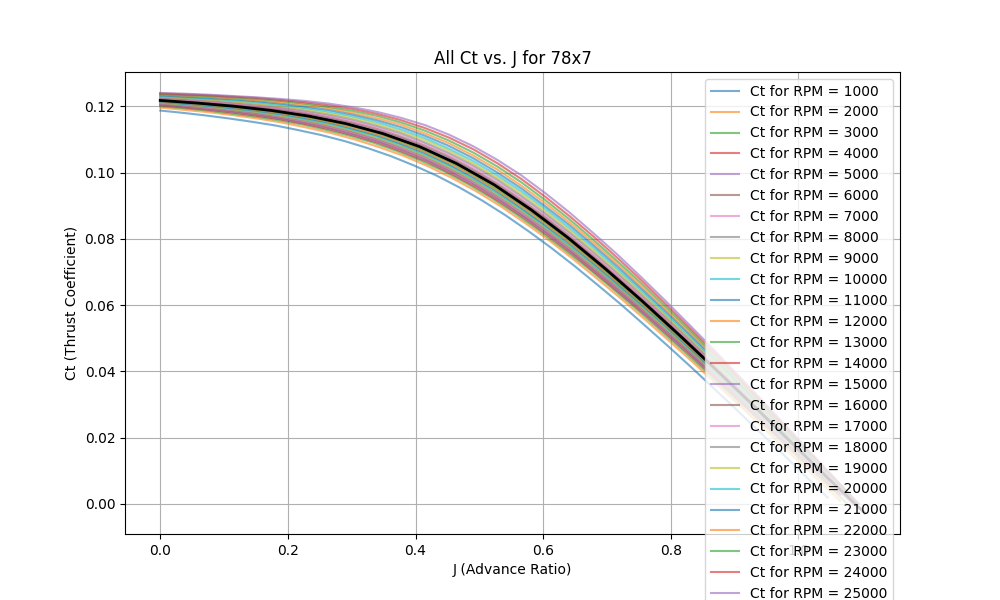 All Ct vs. J for 78x7
Ct (Thrust Coefficient)
0.12
0.10
0.08
0.06
0.04
0.02
0.00
0.0
0.2
0.4
0.6
0.8
J (Advance Ratio)
Ct for RPM = 1000
Ct for RPM = 2000
Ct for RPM = 3000
Ct for RPM = 4000
Ct for RPM = 5000
Ct for RPM = 6000
Ct for RPM = 7000
Ct for RPM = 8000
Ct for RPM = 9000
Ct for RPM = 10000
Ct for RPM = 11000
Ct for RPM = 12000
Ct for RPM = 13000
Ct for RPM = 14000
Ct for RPM = 15000
Ct for RPM = 16000
Ct for RPM = 17000
Ct for RPM = 18000
Ct for RPM = 19000
Ct for RPM = 20000
Ct for RPM = 21000
Ct for RPM = 22000
Ct for RPM = 23000
Ct for RPM = 24000
Ct for RPM = 25000